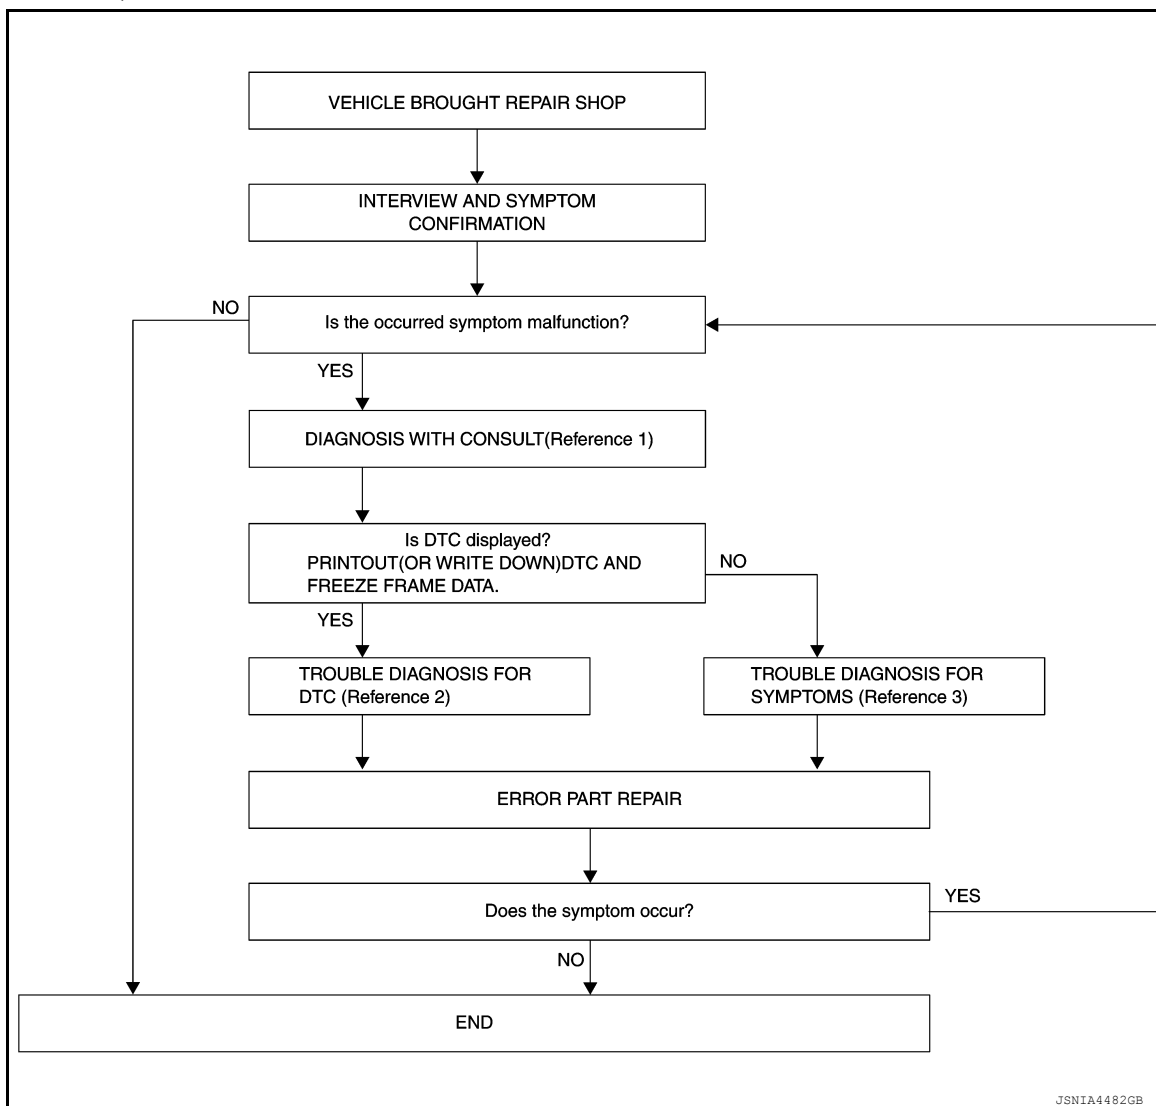 VEHICLE BROUGHT REPAIR SHOP
INTERVIEW AND SYMPTOM
CONFIRMATION
NO
Is the occurred symptom malfunction?
YES
DIAGNOSIS WITH CONSULT(Reference 1)
Is DTC displayed?
PRINTOUT(OR WRITE DOWN)DTC AND
FREEZE FRAME DATA.
NO
YES
TROUBLE DIAGNOSIS FOR
DTC (Reference 2)
TROUBLE DIAGNOSIS FOR
SYMPTOMS (Reference 3)
ERROR PART REPAIR
Does the symptom occur?
YES
NO
END
JSNIA4482GB